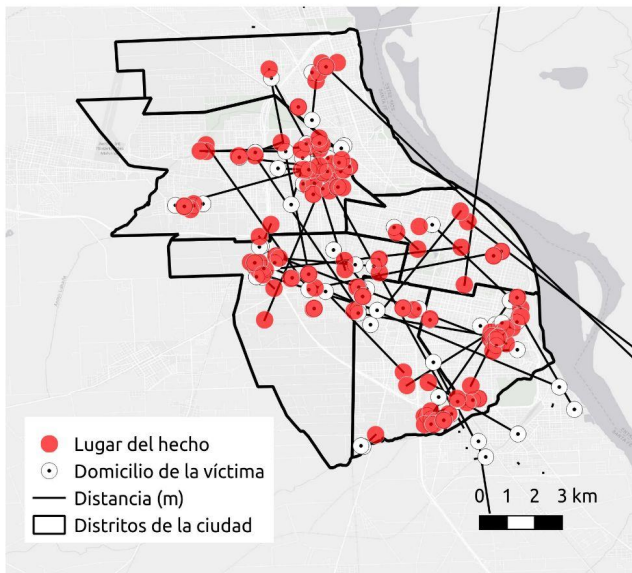 Lugar del hecho
Domicilio de la víctima
Distancia (m)
Distritos de la ciudad
0 1 2 3 km